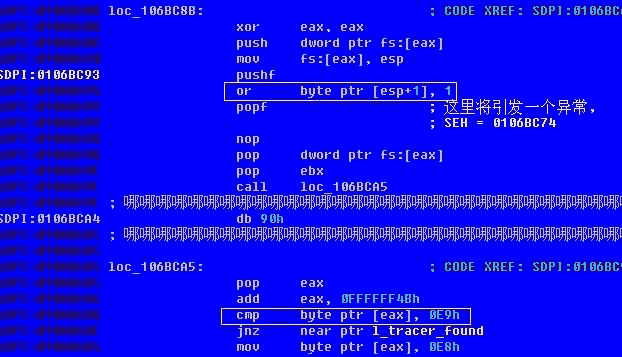 loc_106BC8B: ; CODE XREF: SDPI:0106BC
xor eax, eax
push dword ptr fs:[eax]
mov fs:[eax], esp
SDPI:0106BC93 pushf
or byte ptr [esp+1], 1
popf ; 这里将引发一个异常,
; SEH = 0106BC74
nop
pop dword ptr fs:[eax]
pop ebx
call loc_106BCA5
;
SDPI:0106BCA4 db 90h
;
loc_106BCA5: ; CODE XREF: SDPI:0106BC
pop eax
add eax, 0FFFFFF4Bh
cmp byte ptr [eax], 0E9h
jnz near ptr l_tracer_found
mov byte ptr [eax], 0E8h